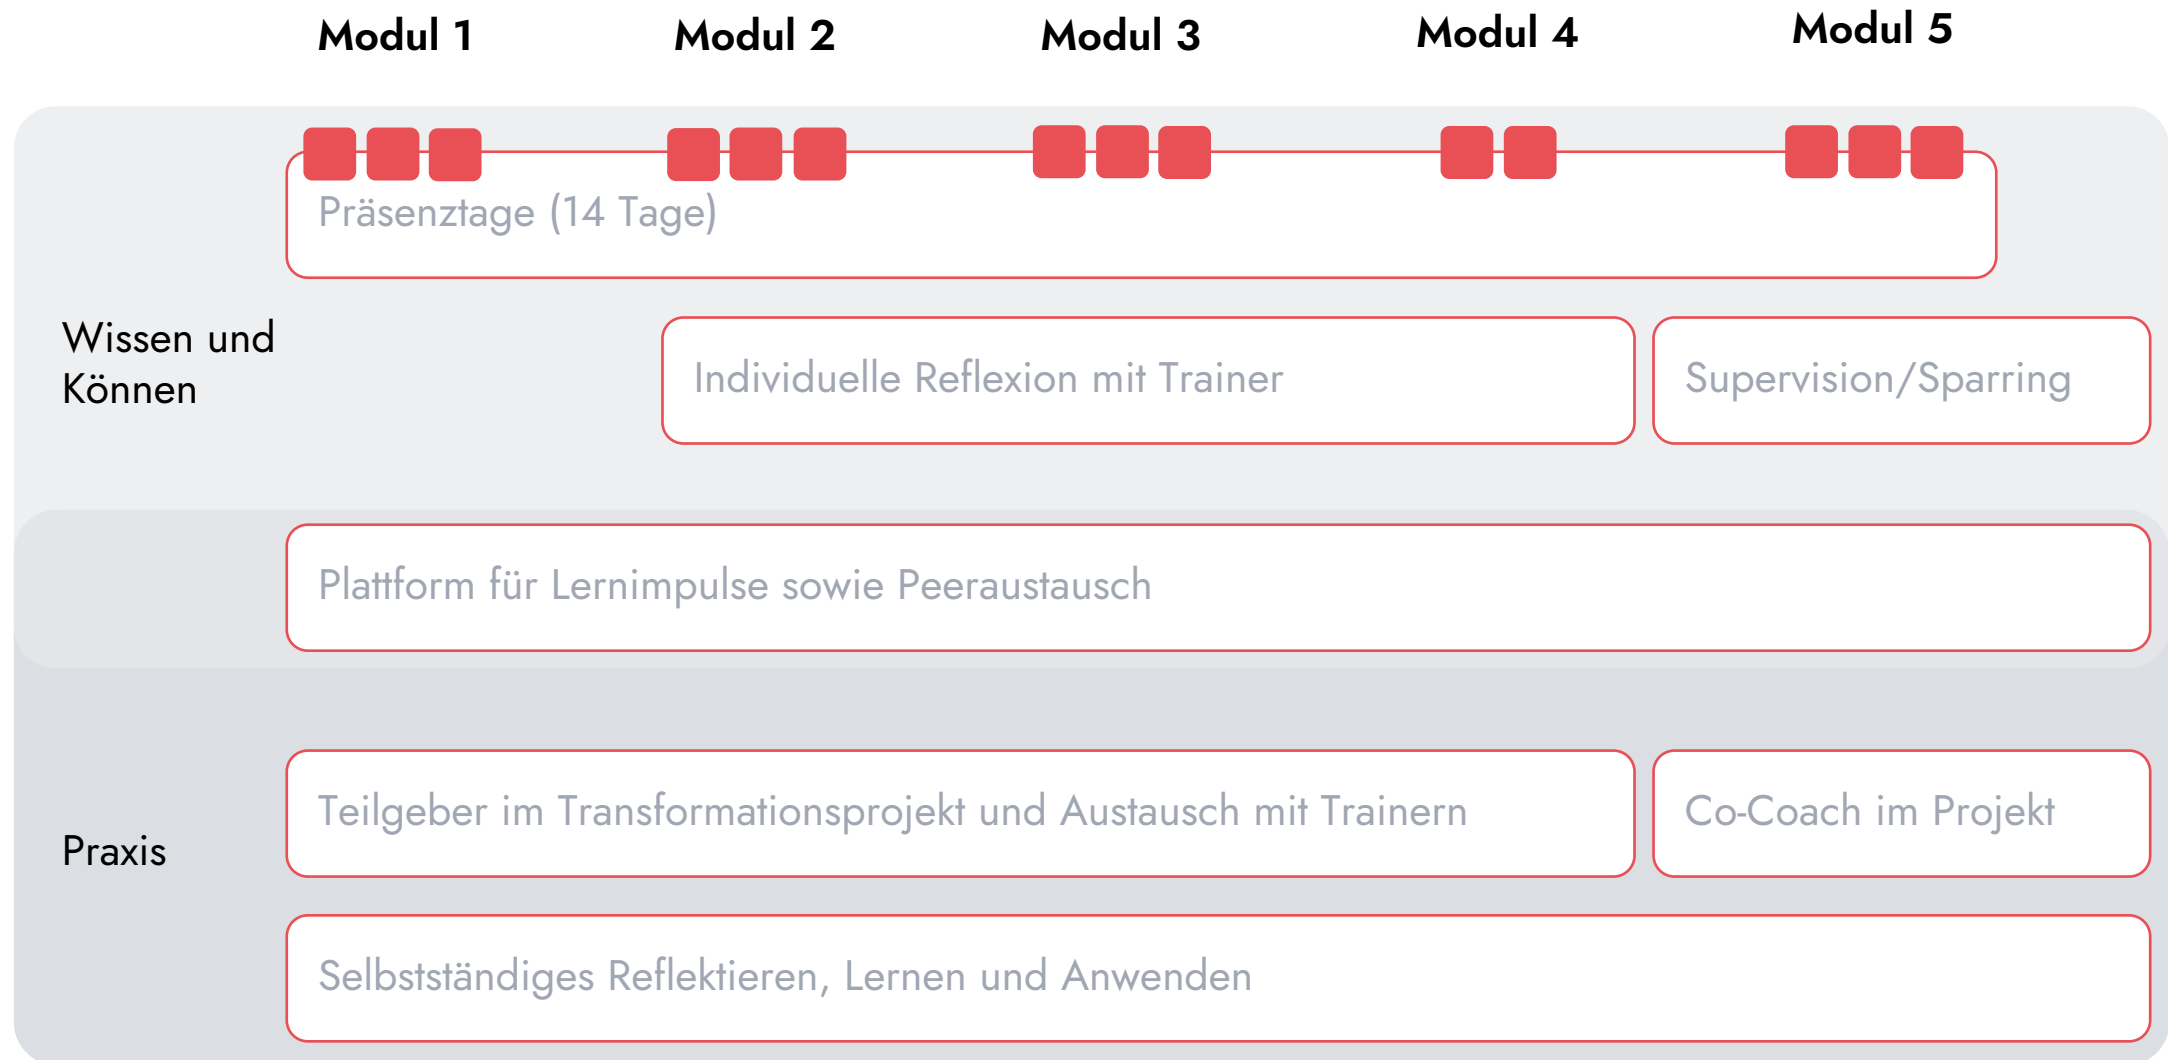 Modul 1
Modul 2
Modul 3
Modul 4
Modul 5
Präsenztage (14 Tage)
Wissen und
Können
Individuelle Reflexion mit Trainer
Supervision/Sparring
Plattform für Lernimpulse sowie Peeraustausch
Praxis
Teilgeber im Transformationsprojekt und Austausch mit Trainern
Co-Coach im Projekt
Selbstständiges Reflektieren, Lernen und Anwenden